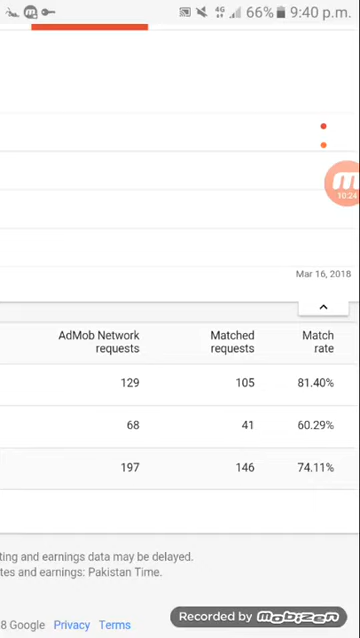 4G 66% 9:40 p.m.
10:24
Mar 16, 2018
AdMob Network requests Matched requests Match rate
129 105 81.40%
68 41 60.29%
197 146 74.11%
ting and earnings data may be delayed.
tes and earnings: Pakistan Time.
8 Google Privacy Terms
Recorded by Mobizen